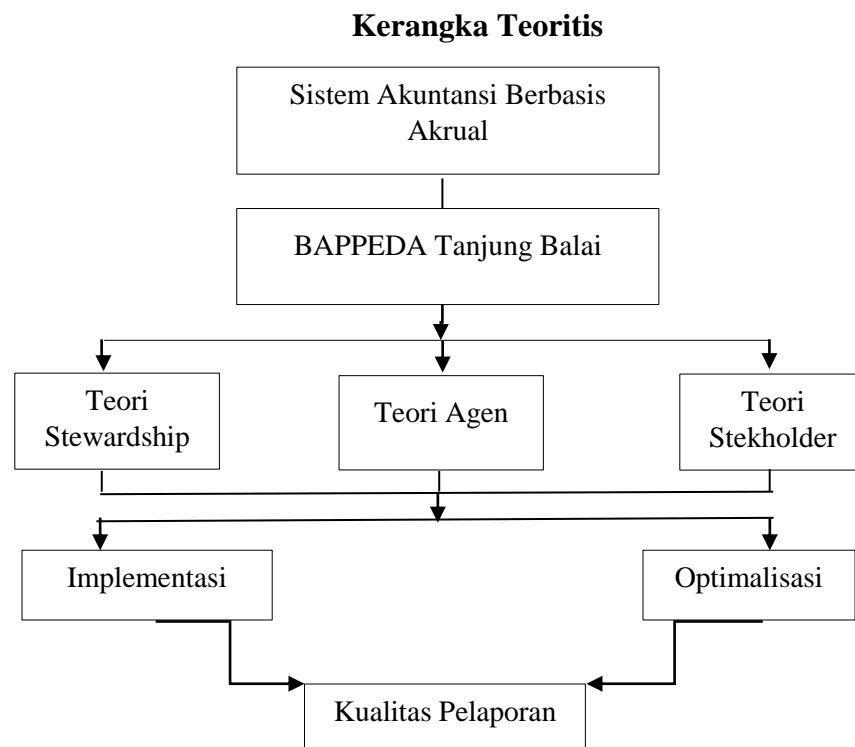 Kerangka Teoritis
Sistem Akuntansi Berbasis
Akrual
BAPPEDA Tanjung Balai
Teori
Stewardship
Teori Agen
Teori
Stekholder
Implementasi
Optimalisasi
Kualitas Pelaporan